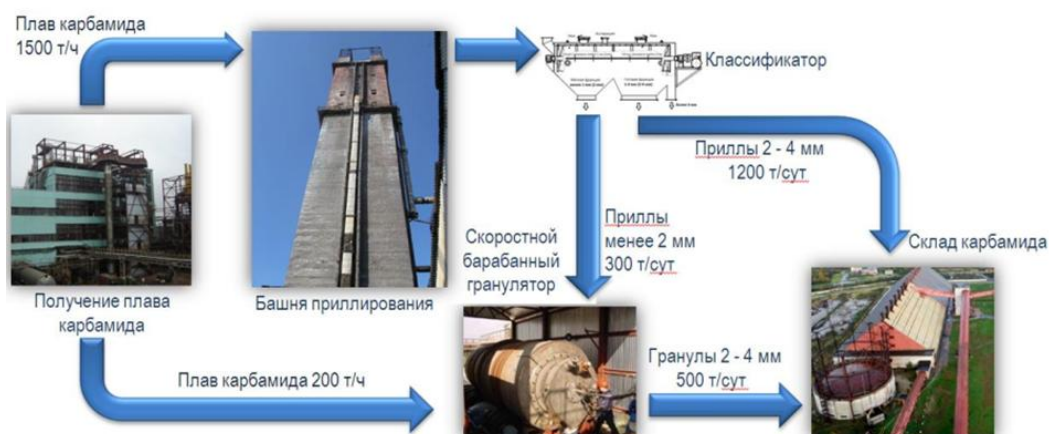 Плав карбамида
1500 т/ч
Классификатор
Приллы 2 - 4 мм
1200 т/сут
Приллы
менее 2 мм
300 т/сут
Скоростной
барабанный
гранулятор
Склад карбамида
Получение плава
карбамида
Башня приллирования
Гранулы 2 - 4 мм
500 т/сут
Плав карбамида 200 т/ч